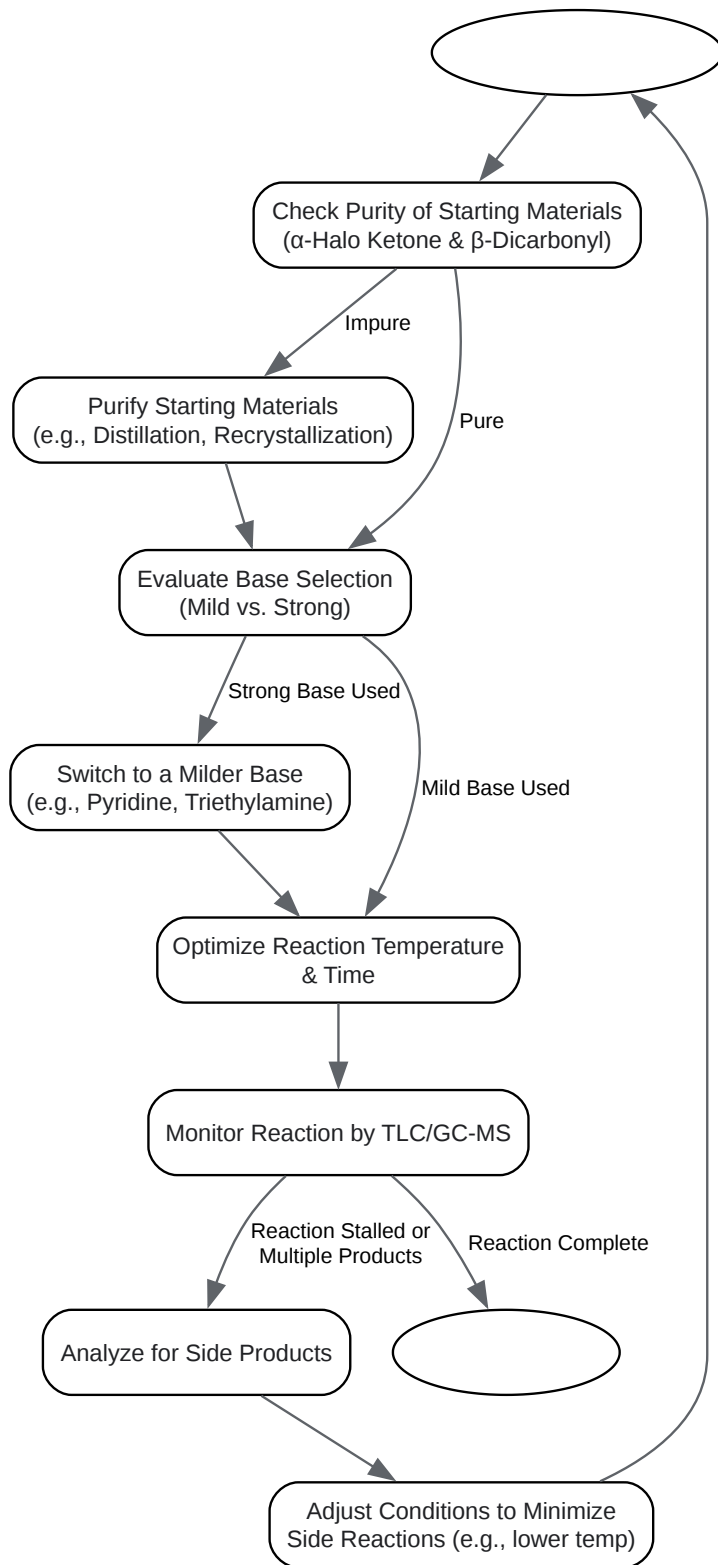 Check Purity of Starting Materials
(α-Halo Ketone & β-Dicarbonyl)
Impure
Purify Starting Materials
(e.g., Distillation, Recrystallization)
Pure
Evaluate Base Selection
(Mild vs. Strong)
Strong Base Used
Switch to a Milder Base
(e.g., Pyridine, Triethylamine)
Mild Base Used
Optimize Reaction Temperature
& Time
Monitor Reaction by TLC/GC-MS
Reaction Stalled or
Multiple Products
Reaction Complete
Analyze for Side Products
Adjust Conditions to Minimize
Side Reactions (e.g., lower temp)